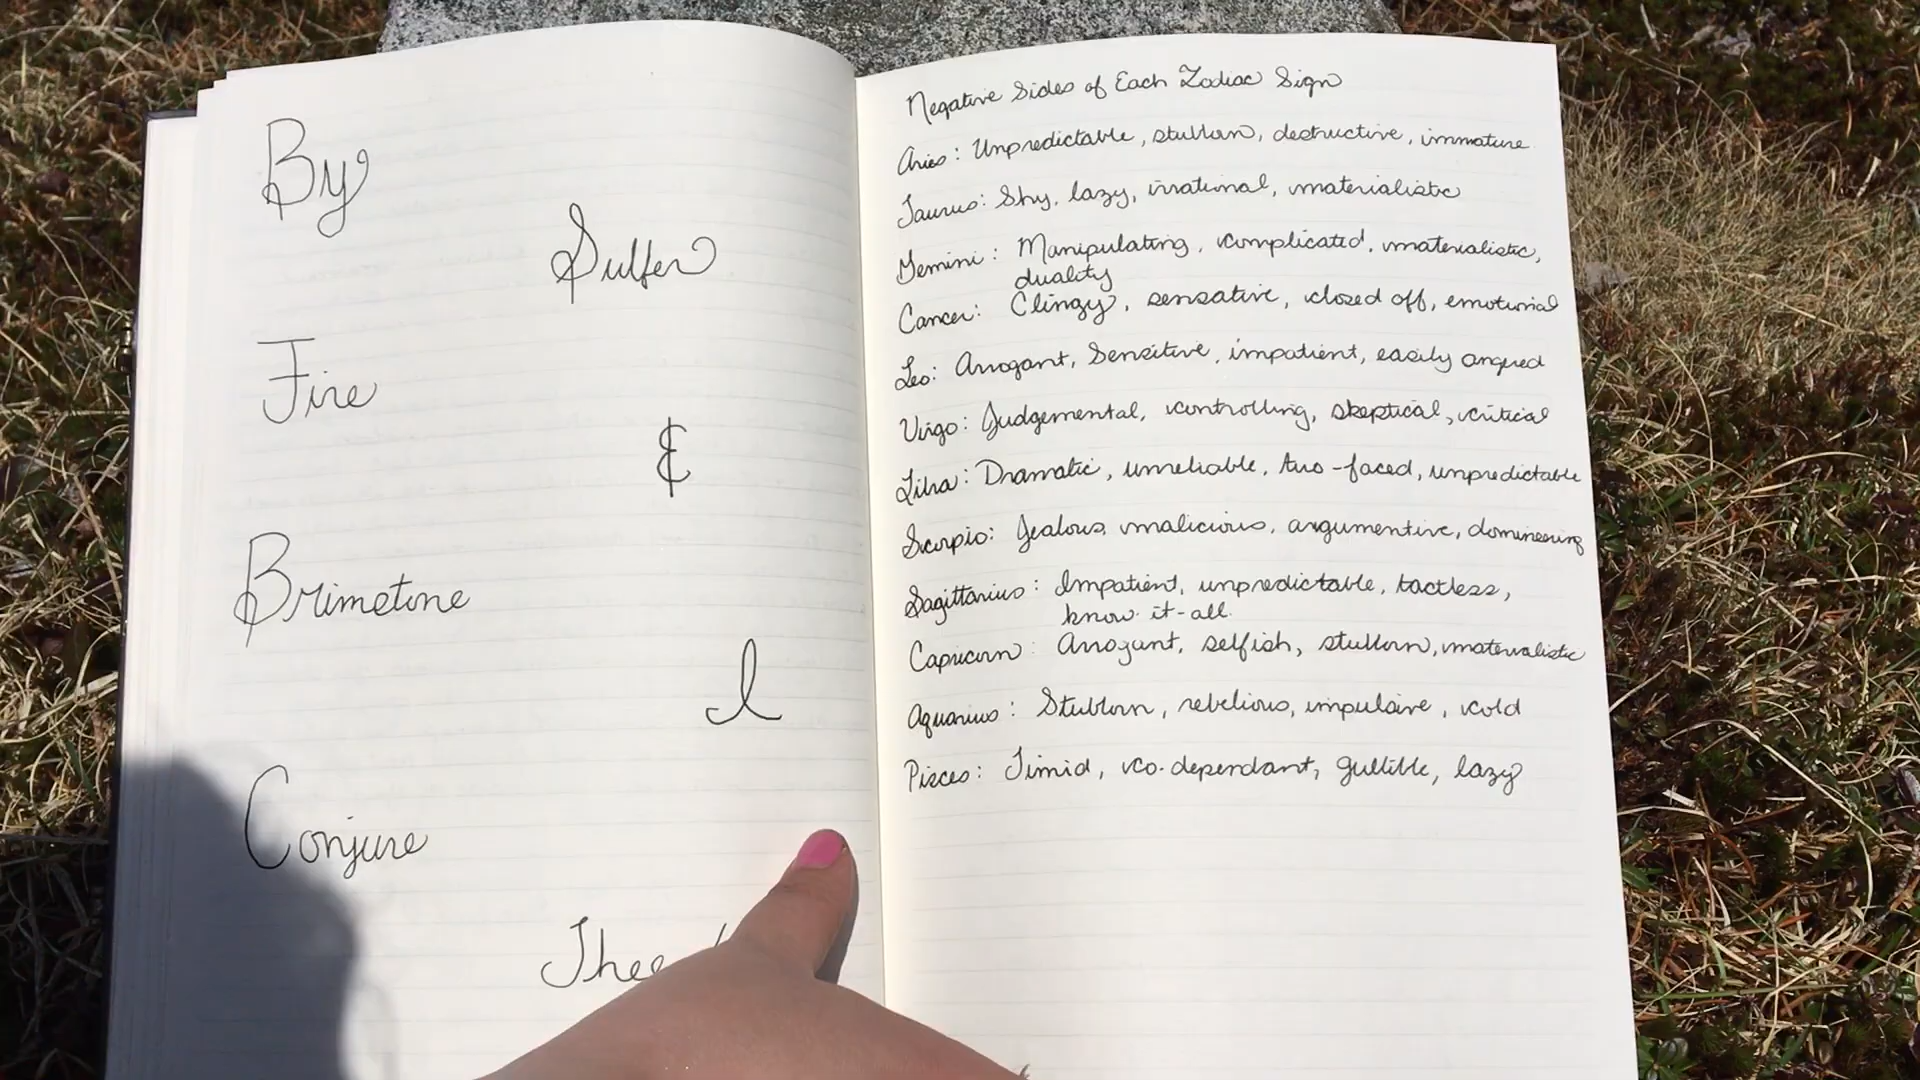 By
Sulfer
Fire
&
Brimetone
I
Conjure
Thee
Negative Sides of Each Zodiac Sign
Aries: Unpredictable, stubborn, destructive, immature
Taurus: Shy, lazy, irrational, materialistic
Gemini: Manipulating, complicated, materialistic,
duality
Cancer: Clingy, sensative, closed off, emotional
Leo: Arrogant, Sensitive, impatient, easily angred
Virgo: Judgemental, controlling, skeptical, critical
Libra: Dramatic, unreliable, two-faced, unpredictable
Scorpio: Jealous, malicious, argumentive, domineering
Sagittarius: Impatient, unpredictable, tactless,
know-it-all
Capricorn: Arrogant, selfish, stubborn, materialistic
Aquarius: Stubborn, rebelious, impulsive, cold
Pisces: Timid, co-dependant, gullible, lazy